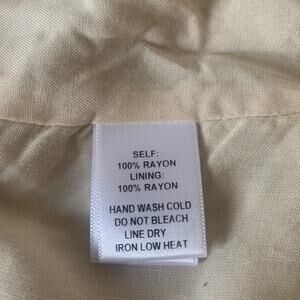 SELF:
100% RAYON
LINING:
100% RAYON
HAND WASH COLD
DO NOT BLEACH
LINE DRY
IRON LOW HEAT